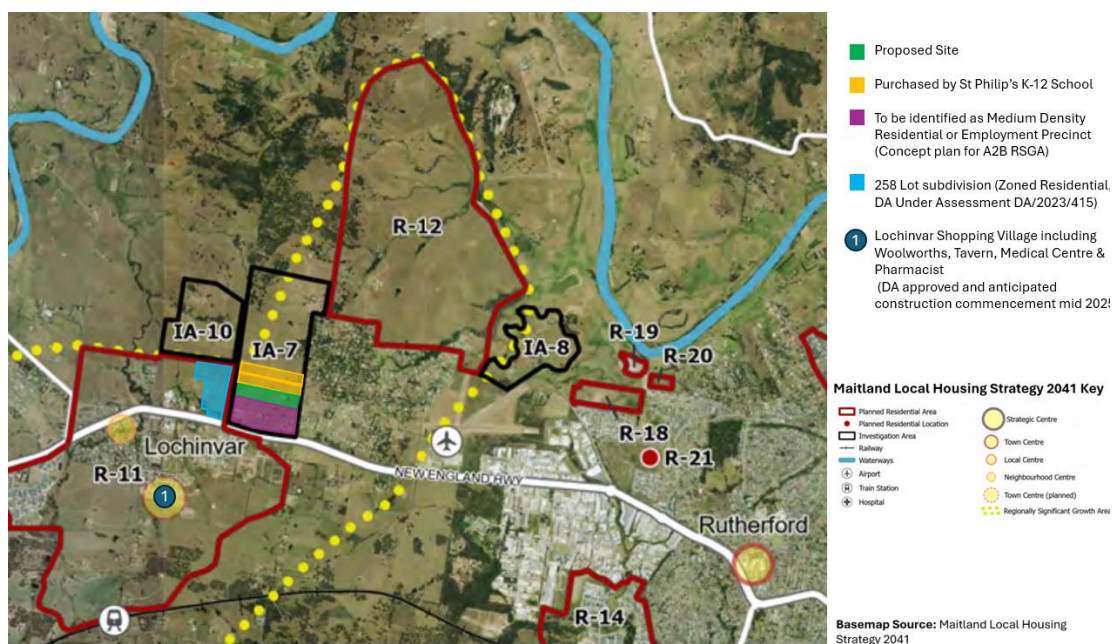 R-12
IA-10
IA-7
IA-8
R-19
R-20
R-18
R-21
Lochinvar
R-11
1
NEW ENGLAND HWY
Rutherford
R-14
Proposed Site
Purchased by St Philip's K-12 School
To be identified as Medium Density
Residential or Employment Precinct
(Concept plan for A2B RSGA)
258 Lot subdivision (Zoned Residential,
DA Under Assessment DA/2023/415)
1
Lochinvar Shopping Village including
Woolworths, Tavern, Medical Centre &
Pharmacist
(DA approved and anticipated
construction commencement mid 2025
Maitland Local Housing Strategy 2041 Key
Planned Residential Area
Planned Residential Location
Investigation Area
Railway
Waterways
Airport
Train Station
Hospital
Strategic Centre
Town Centre
Local Centre
Neighbourhood Centre
Town Centre (planned)
Regionally Significant Growth Area
Basemap Source: Maitland Local Housing
Strategy 2041